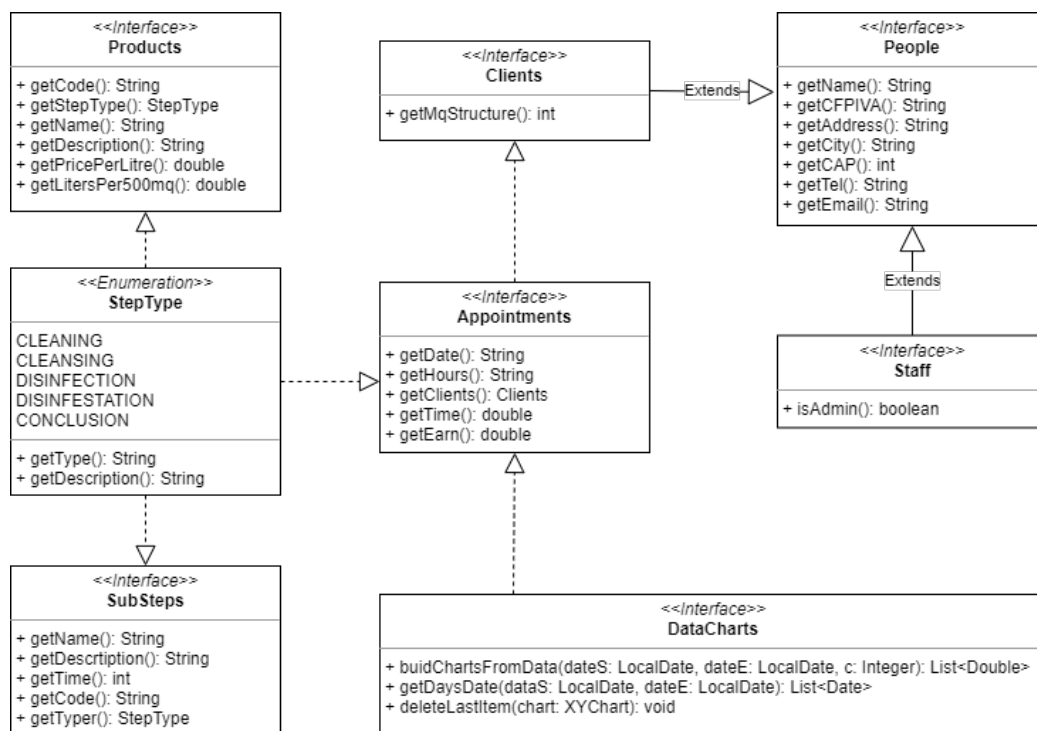 <<Interface>>
Products
+ getCode(): String
+ getStepType(): StepType
+ getName(): String
+ getDescription(): String
+ getPricePerLitre(): double
+ getLitersPer500mq(): double
<<Interface>>
Clients
+ getMqStructure(): int
Extends
<<Interface>>
People
+ getName(): String
+ getCFPIVA(): String
+ getAddress(): String
+ getCity(): String
+ getCAP(): int
+ getTel(): String
+ getEmail(): String
Extends
<<Enumeration>>
StepType
CLEANING
CLEANSING
DISINFECTION
DISINFESTATION
CONCLUSION
+ getType(): String
+ getDescription(): String
<<Interface>>
Appointments
+ getDate(): String
+ getHours(): String
+ getClients(): Clients
+ getTime(): double
+ getEarn(): double
<<Interface>>
Staff
+ isAdmin(): boolean
<<Interface>>
SubSteps
+ getName(): String
+ getDescrtiption(): String
+ getTime(): int
+ getCode(): String
+ getTyper(): StepType
<<Interface>>
DataCharts
+ buidChartsFromData(dateS: LocalDate, dateE: LocalDate, c: Integer): List<Double>
+ getDaysDate(dataS: LocalDate, dateE: LocalDate): List<Date>
+ deleteLastItem(chart: XYChart): void